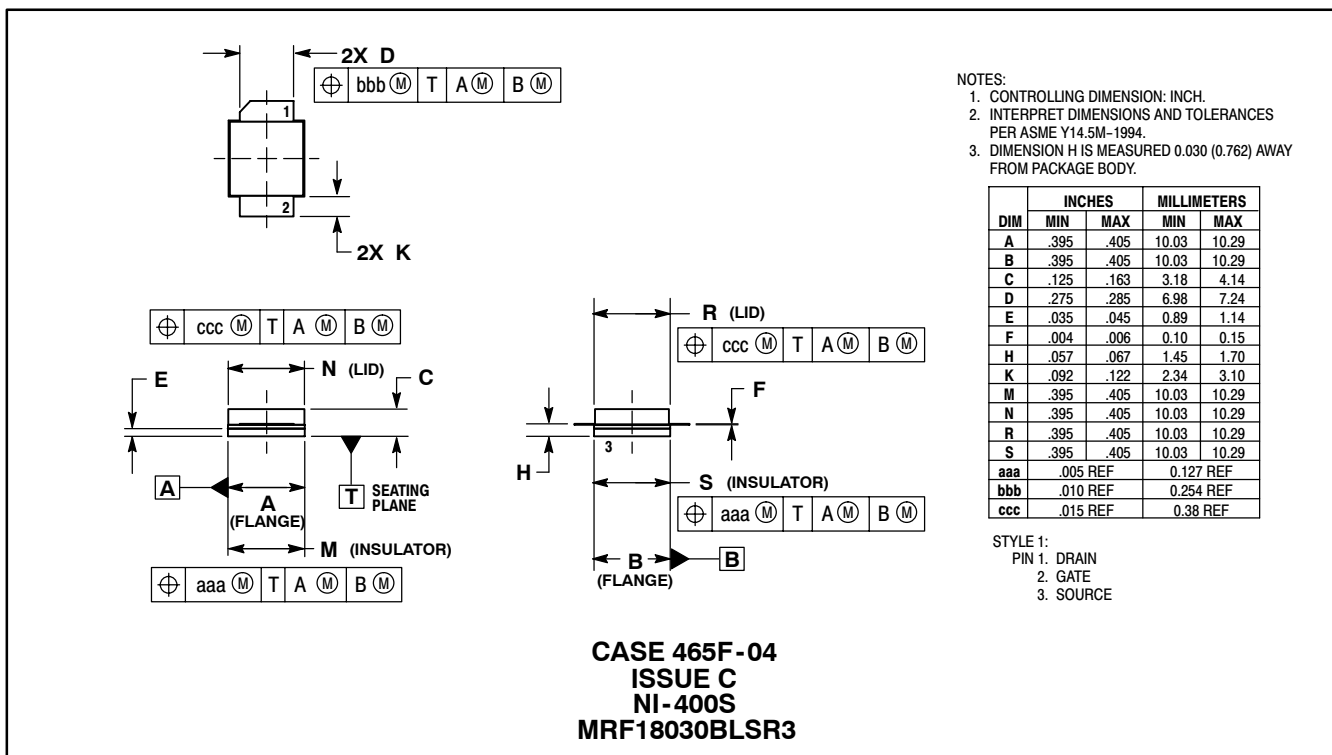 2X D
⌖ bbb Ⓜ T A Ⓜ B Ⓜ
1
2
2X K
⌖ ccc Ⓜ T A Ⓜ B Ⓜ
N (LID)
E
C
A
A
(FLANGE)
T SEATING
PLANE
M (INSULATOR)
⌖ aaa Ⓜ T A Ⓜ B Ⓜ
R (LID)
⌖ ccc Ⓜ T A Ⓜ B Ⓜ
F
3
H
S (INSULATOR)
⌖ aaa Ⓜ T A Ⓜ B Ⓜ
B
(FLANGE)
B
NOTES:
1. CONTROLLING DIMENSION: INCH.
2. INTERPRET DIMENSIONS AND TOLERANCES
PER ASME Y14.5M-1994.
3. DIMENSION H IS MEASURED 0.030 (0.762) AWAY
FROM PACKAGE BODY.
INCHES MILLIMETERS
DIM MIN MAX MIN MAX
A .395 .405 10.03 10.29
B .395 .405 10.03 10.29
C .125 .163 3.18 4.14
D .275 .285 6.98 7.24
E .035 .045 0.89 1.14
F .004 .006 0.10 0.15
H .057 .067 1.45 1.70
K .092 .122 2.34 3.10
M .395 .405 10.03 10.29
N .395 .405 10.03 10.29
R .395 .405 10.03 10.29
S .395 .405 10.03 10.29
aaa .005 REF 0.127 REF
bbb .010 REF 0.254 REF
ccc .015 REF 0.38 REF
STYLE 1:
PIN 1. DRAIN
2. GATE
3. SOURCE
CASE 465F-04
ISSUE C
NI-400S
MRF18030BLSR3